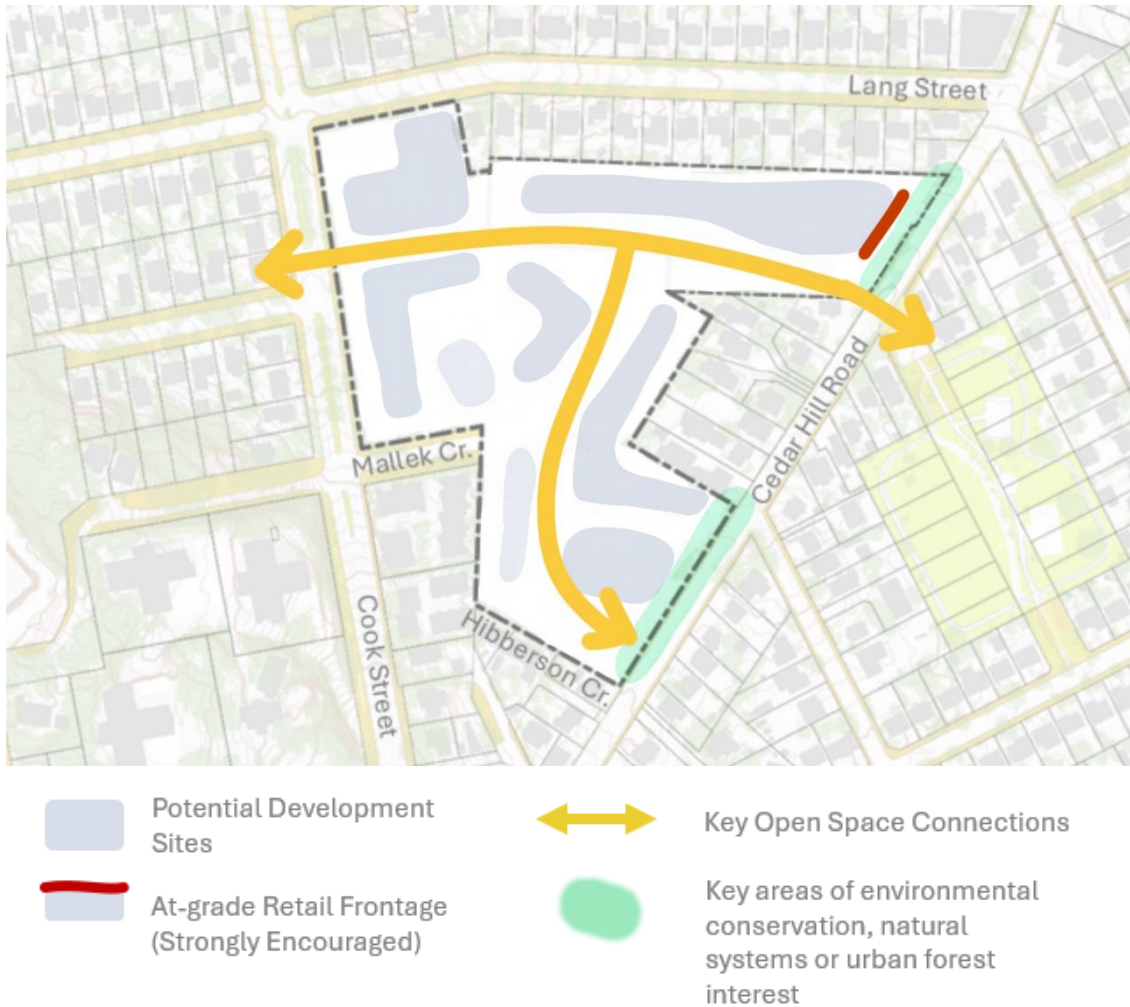 Lang Street
Cedar Hill Road
Mallek Cr.
Cook Street
Hibberson Cr.
Potential Development
Sites
At-grade Retail Frontage
(Strongly Encouraged)
Key Open Space Connections
Key areas of environmental
conservation, natural
systems or urban forest
interest